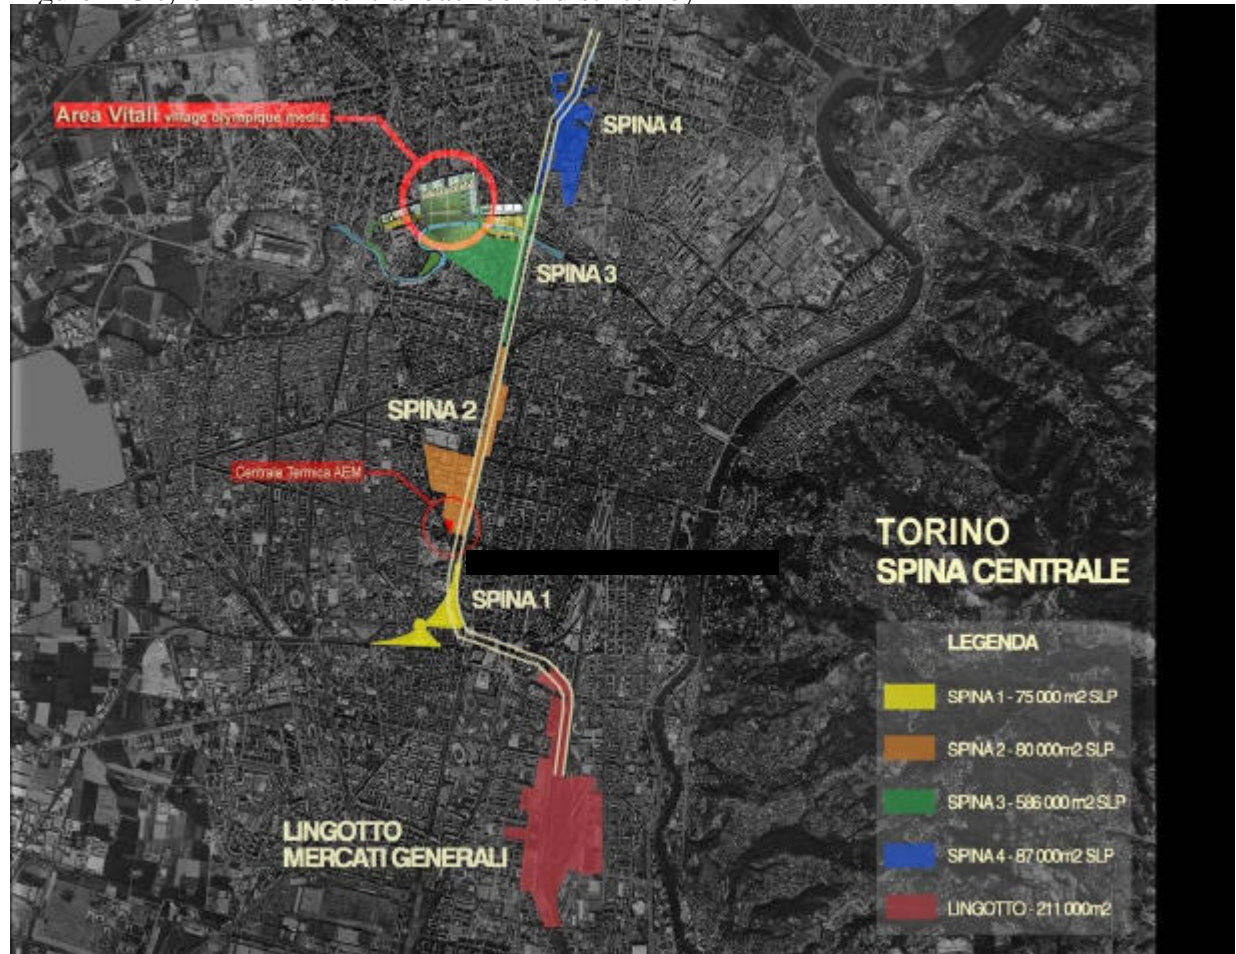 Area Vitali village olympique media
SPINA 4
SPINA 3
SPINA 2
Centrale Termica AEM
SPINA 1
TORINO
SPINA CENTRALE
LEGENDA
SPINA 1 - 75 000 m2 SLP
SPINA 2 - 80 000m2 SLP
SPINA 3 - 586 000 m2 SLP
SPINA 4 - 87 000m2 SLP
LINGOTTO - 211 000m2
LINGOTTO
MERCATI GENERALI